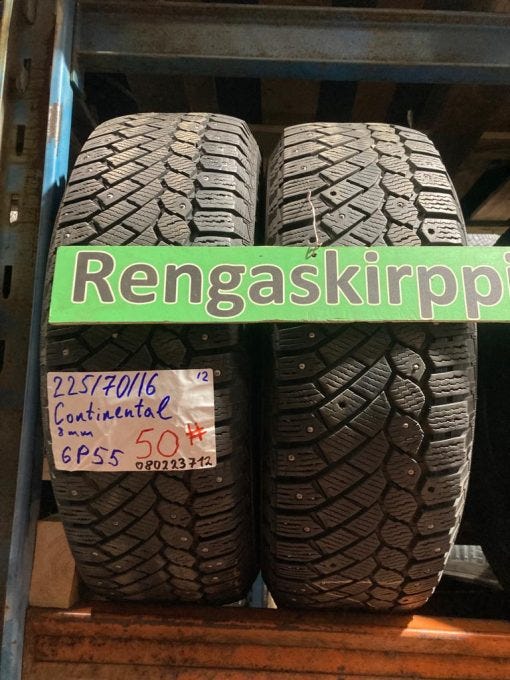 Rengaskirppi
225/70/16 12
Continental
8mm
6P55 50#
080223712